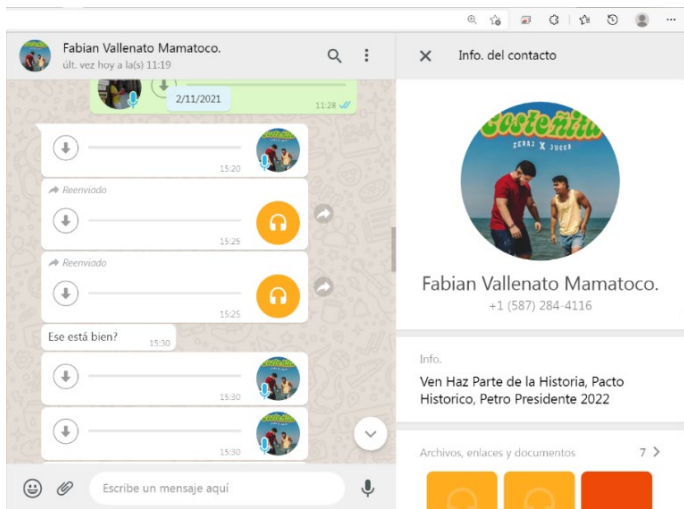 Fabian Vallenato Mamatoco.
últ. vez hoy a la(s) 11:19
2/11/2021
11:28
15:20
Reenviado
15:25
Reenviado
15:25
Ese está bien? 15:30
15:30
15:30
Escribe un mensaje aquí
Info. del contacto
Costeñita
ZERBI X JUCCA
Fabian Vallenato Mamatoco.
+1 (587) 284-4116
Info.
Ven Haz Parte de la Historia, Pacto
Historico, Petro Presidente 2022
Archivos, enlaces y documentos 7